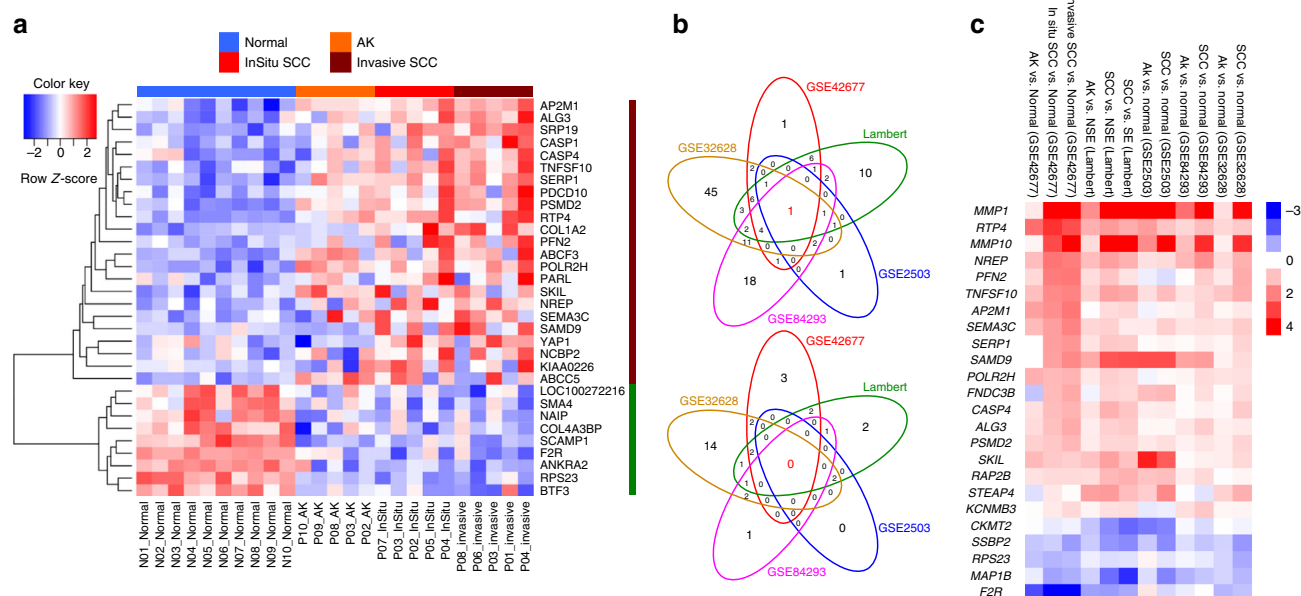 a
Normal
InSitu SCC
AK
Invasive SCC
Color key
−2 0 2
Row Z-score
AP2M1
ALG3
SRP19
CASP1
CASP4
TNFSF10
SERP1
PDCD10
PSMD2
RTP4
COL1A2
PFN2
ABCF3
POLR2H
PARL
SKIL
NREP
SEMA3C
SAMD9
YAP1
NCBP2
KIAA0226
ABCC5
LOC100272216
SMA4
NAIP
COL4A3BP
SCAMP1
F2R
ANKRA2
RPS23
BTF3
N01_Normal
N02_Normal
N03_Normal
N04_Normal
N05_Normal
N06_Normal
N07_Normal
N08_Normal
N09_Normal
N10_Normal
P10_AK
P09_AK
P08_AK
P03_AK
P02_AK
P07_InSitu
P03_InSitu
P02_InSitu
P05_InSitu
P04_InSitu
P08_invasive
P06_invasive
P03_invasive
P01_invasive
P04_invasive
b
GSE42677
Lambert
GSE32628
GSE2503
GSE84293
1
10
45
1
18
1
GSE42677
Lambert
GSE32628
GSE2503
GSE84293
3
2
14
0
1
0
c
AK vs. Normal (GSE42677)
In situ SCC vs. Normal (GSE42677)
SCC vs. Normal (GSE42677)
AK vs. NSE (Lambert)
SCC vs. NSE (Lambert)
SCC vs. SE (Lambert)
Ak vs. normal (GSE2503)
SCC vs. normal (GSE2503)
Ak vs. normal (GSE84293)
SCC vs. normal (GSE84293)
Ak vs. normal (GSE32628)
SCC vs. normal (GSE32628)
MMP1
RTP4
MMP10
NREP
PFN2
TNFSF10
AP2M1
SEMA3C
SERP1
SAMD9
POLR2H
FNDC3B
CASP4
ALG3
PSMD2
SKIL
RAP2B
STEAP4
KCNMB3
CKMT2
SSBP2
RPS23
MAP1B
F2R
−3
0
2
4